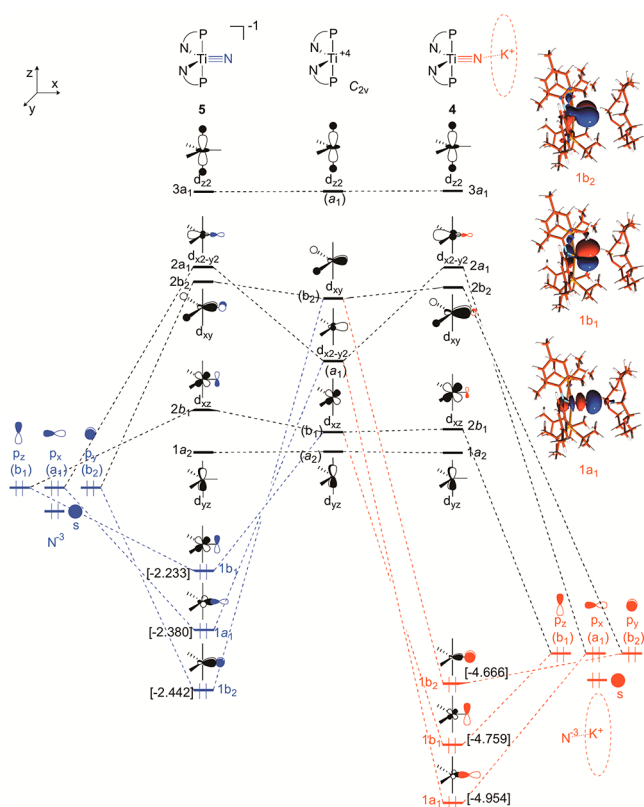 P
N
Ti≡N
N
P
-1
P
N
Ti
+4
N
P
C2v
P
N
Ti≡N
K+
N
P
z
x
y
5
4
dz2
3a1
dz2
(a1)
dz2
3a1
1b2
dx2-y2
2a1
2b2
dxy
(b2)
dxy
dx2-y2
2a1
2b2
dxy
dx2-y2
(a1)
1b1
dxz
2b1
dxz
(b1)
dxz
2b1
1a1
pz
px
py
(b1)
(a1)
(b2)
1a2
(a2)
1a2
dyz
dyz
dyz
s
N-3
[-2.233]
1b1
[-2.380]
1a1
[-2.442]
1b2
pz
px
py
(b1)
(a1)
(b2)
1b2
[-4.666]
s
1b1
[-4.759]
N-3
K+
1a1
[-4.954]